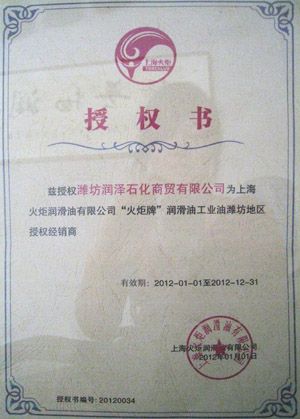 上海火炬
授权书
兹授权潍坊润泽石化商贸有限公司为上海
火炬润滑油有限公司“火炬牌”润滑油工业油潍坊地区
授权经销商
有效期：2012-01-01至2012-12-31
上海火炬润滑油有限公司
2012年01月01日
授权书编号：20120034